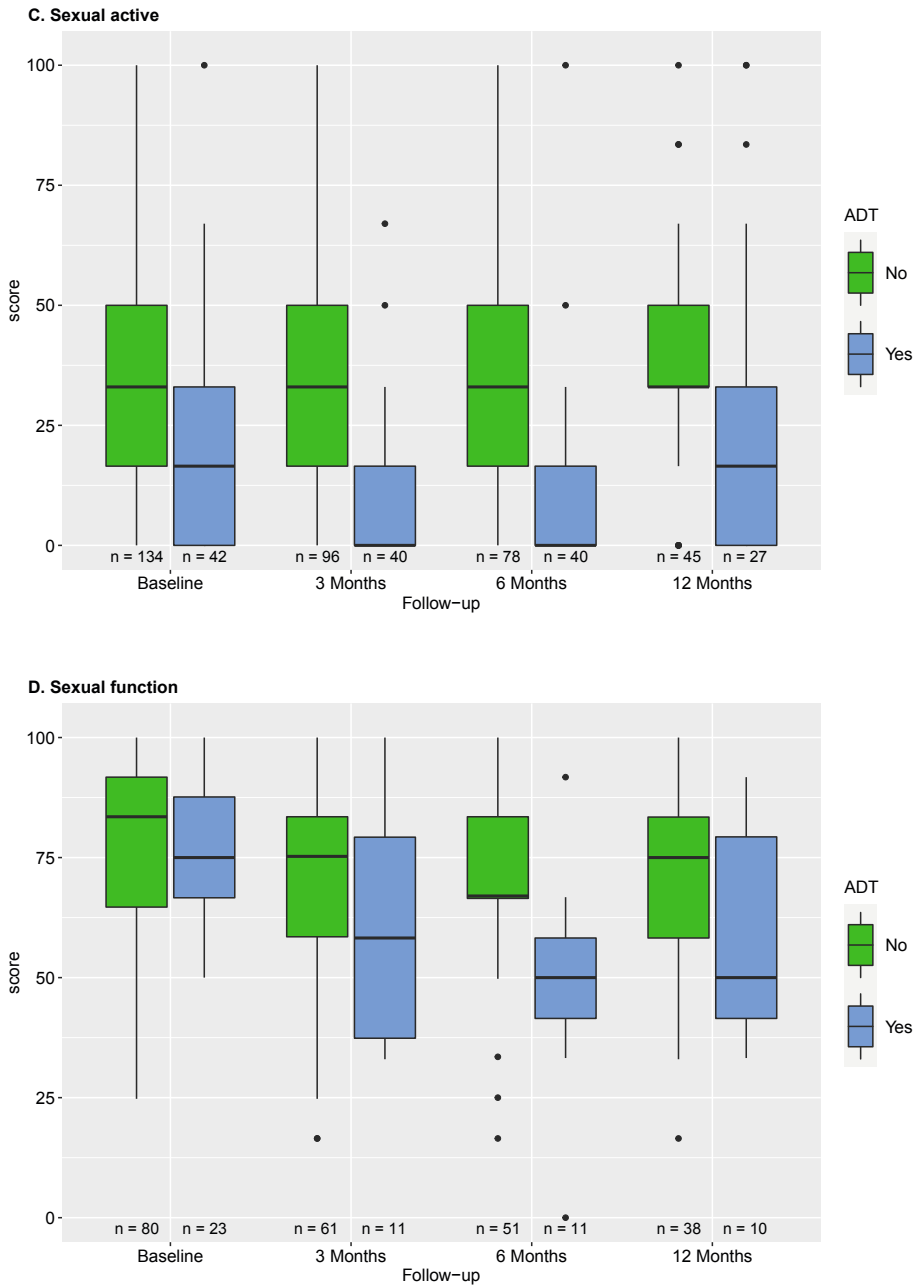 C. Sexual active
100
75
50
25
0
score
n = 134 n = 42 n = 96 n = 40 n = 78 n = 40 n = 45 n = 27
Baseline 3 Months 6 Months 12 Months
Follow−up
ADT
No
Yes
D. Sexual function
100
75
50
25
0
score
n = 80 n = 23 n = 61 n = 11 n = 51 n = 11 n = 38 n = 10
Baseline 3 Months 6 Months 12 Months
Follow−up
ADT
No
Yes